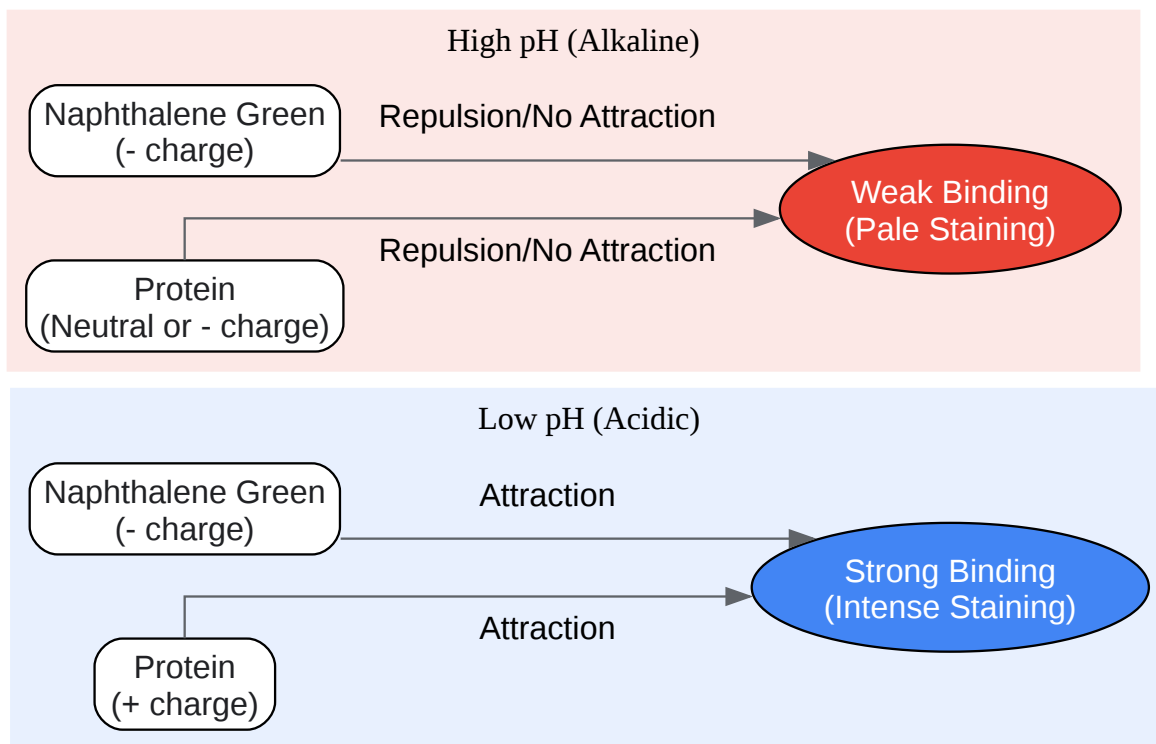 High pH (Alkaline)
Naphthalene Green
(- charge)
Repulsion/No Attraction
Weak Binding
(Pale Staining)
Repulsion/No Attraction
Protein
(Neutral or - charge)
Low pH (Acidic)
Naphthalene Green
(- charge)
Attraction
Strong Binding
(Intense Staining)
Attraction
Protein
(+ charge)